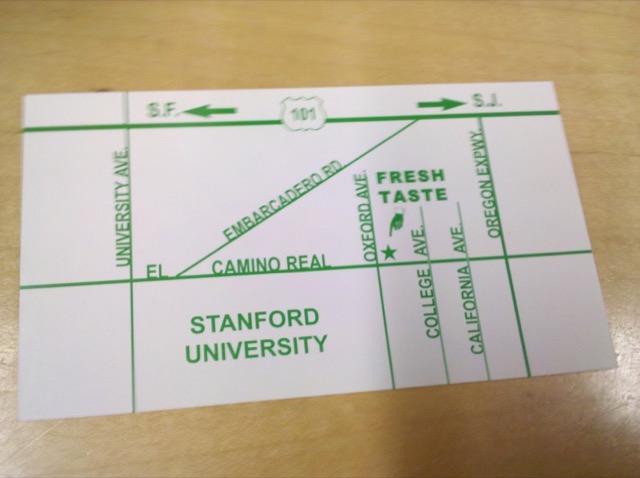 S.F.
101
S.J.
UNIVERSITY AVE.
EMBARCADERO RD.
OXFORD AVE.
FRESH
TASTE
OREGON EXPWY.
EL CAMINO REAL
COLLEGE AVE.
CALIFORNIA AVE.
STANFORD
UNIVERSITY